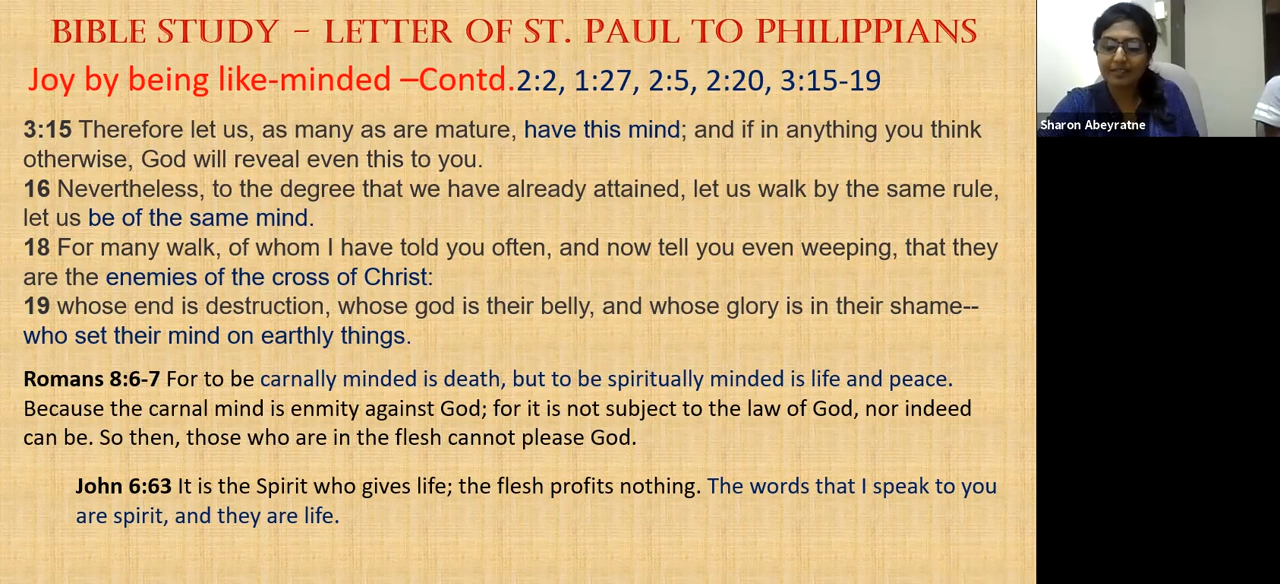 BIBLE STUDY – LETTER OF ST. PAUL TO PHILIPPIANS
Joy by being like-minded –Contd.2:2, 1:27, 2:5, 2:20, 3:15-19
3:15 Therefore let us, as many as are mature, have this mind; and if in anything you think
otherwise, God will reveal even this to you.
16 Nevertheless, to the degree that we have already attained, let us walk by the same rule,
let us be of the same mind.
18 For many walk, of whom I have told you often, and now tell you even weeping, that they
are the enemies of the cross of Christ:
19 whose end is destruction, whose god is their belly, and whose glory is in their shame--
who set their mind on earthly things.
Romans 8:6-7 For to be carnally minded is death, but to be spiritually minded is life and peace.
Because the carnal mind is enmity against God; for it is not subject to the law of God, nor indeed
can be. So then, those who are in the flesh cannot please God.
John 6:63 It is the Spirit who gives life; the flesh profits nothing. The words that I speak to you
are spirit, and they are life.
Sharon Abeyratne